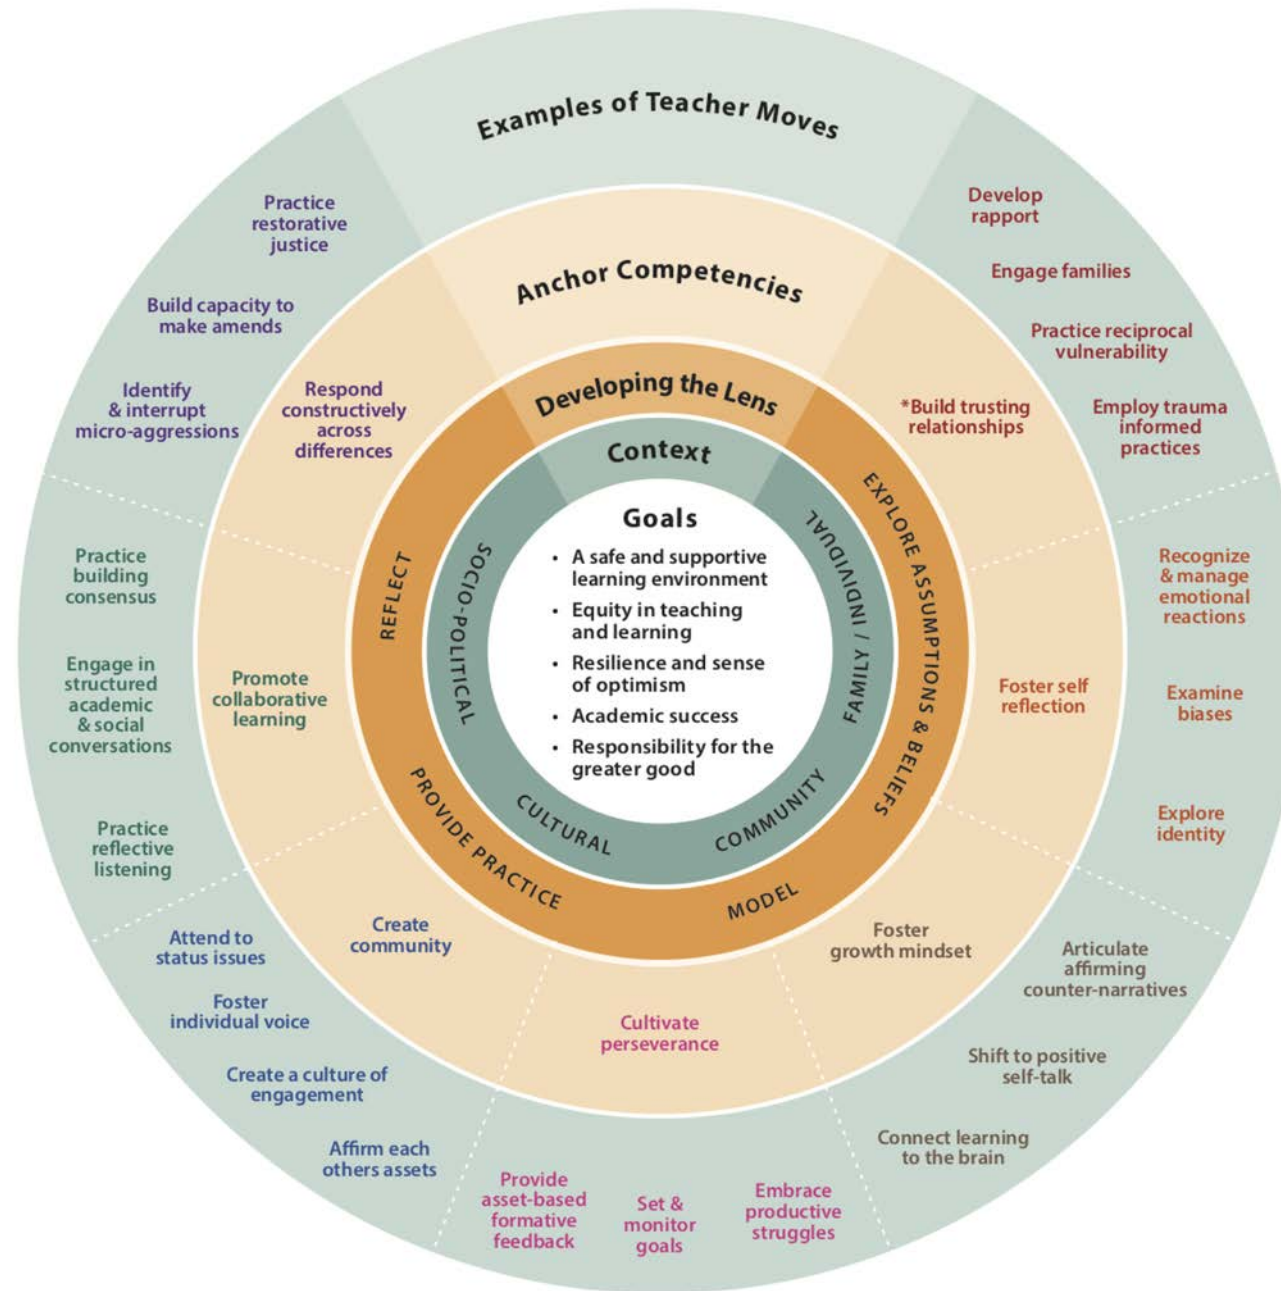 Examples of Teacher Moves
Anchor Competencies
Developing the Lens
Context
Goals
• A safe and supportive
learning environment
• Equity in teaching
and learning
• Resilience and sense
of optimism
• Academic success
• Responsibility for the
greater good
FAMILY / INDIVIDUAL
COMMUNITY
CULTURAL
SOCIO-POLITICAL
EXPLORE ASSUMPTIONS & BELIEFS
MODEL
PROVIDE PRACTICE
REFLECT
*Build trusting
relationships
Develop
rapport
Engage families
Practice reciprocal
vulnerability
Employ trauma
informed
practices
Foster self
reflection
Recognize
& manage
emotional
reactions
Examine
biases
Explore
identity
Foster
growth mindset
Articulate
affirming
counter-narratives
Shift to positive
self-talk
Connect learning
to the brain
Cultivate
perseverance
Embrace
productive
struggles
Set &
monitor
goals
Provide
asset-based
formative
feedback
Create
community
Attend to
status issues
Foster
individual voice
Create a culture of
engagement
Affirm each
others assets
Promote
collaborative
learning
Practice
building
consensus
Engage in
structured
academic
& social
conversations
Practice
reflective
listening
Respond
constructively
across
differences
Practice
restorative
justice
Build capacity to
make amends
Identify
& interrupt
micro-aggressions